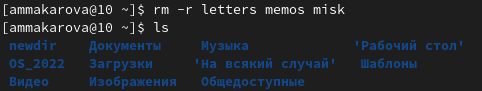 [ammakarova@10 ~]$ rm -r letters memos misk
[ammakarova@10 ~]$ ls
newdir Документы Музыка 'Рабочий стол'
OS_2022 Загрузки 'На всякий случай' Шаблоны
Видео Изображения Общедоступные